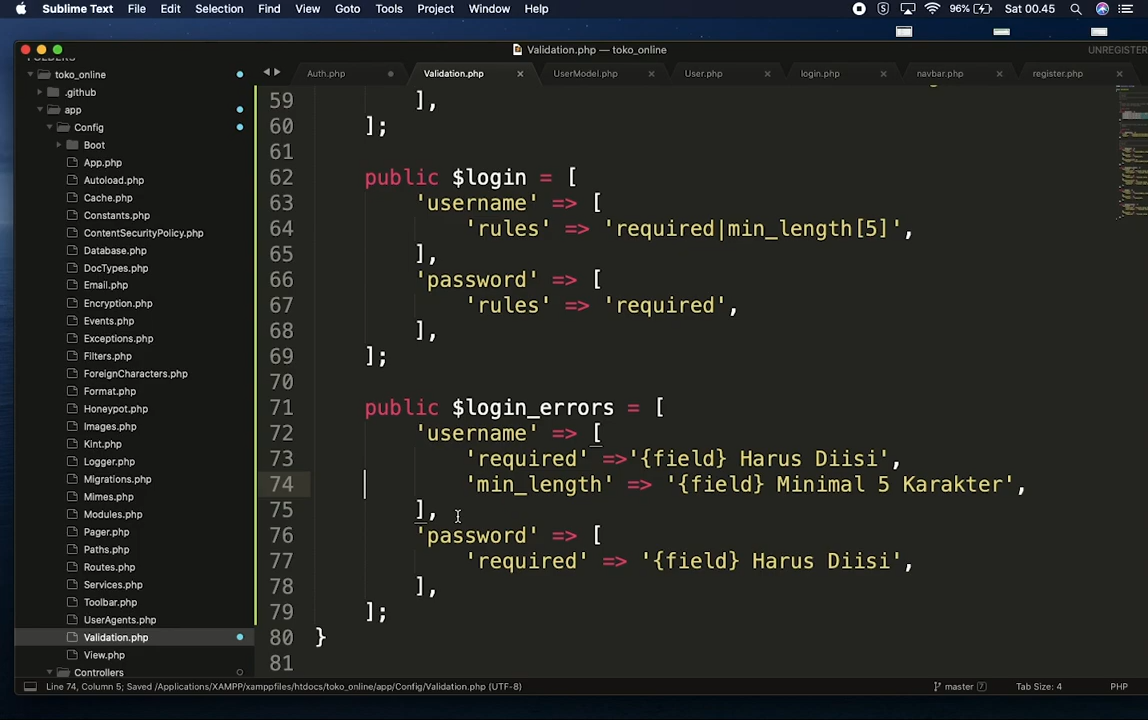 Sublime Text File Edit Selection Find View Goto Tools Project Window Help 96% Sat 00.45
Validation.php — toko_online UNREGISTER
FOLDERS
toko_online
.github
app
Config
Boot
App.php
Autoload.php
Cache.php
Constants.php
ContentSecurityPolicy.php
Database.php
DocTypes.php
Email.php
Encryption.php
Events.php
Exceptions.php
Filters.php
ForeignCharacters.php
Format.php
Honeypot.php
Images.php
Kint.php
Logger.php
Migrations.php
Mimes.php
Modules.php
Pager.php
Paths.php
Routes.php
Services.php
Toolbar.php
UserAgents.php
Validation.php
View.php
Controllers
Auth.php Validation.php UserModel.php User.php login.php navbar.php register.php
59 ],
60 ];
61
62 public $login = [
63 'username' => [
64 'rules' => 'required|min_length[5]',
65 ],
66 'password' => [
67 'rules' => 'required',
68 ],
69 ];
70
71 public $login_errors = [
72 'username' => [
73 'required' =>'{field} Harus Diisi',
74 'min_length' => '{field} Minimal 5 Karakter',
75 ],
76 'password' => [
77 'required' => '{field} Harus Diisi',
78 ],
79 ];
80 }
81
Line 74, Column 5; Saved /Applications/XAMPP/xamppfiles/htdocs/toko_online/app/Config/Validation.php (UTF-8) master 7 Tab Size: 4 PHP